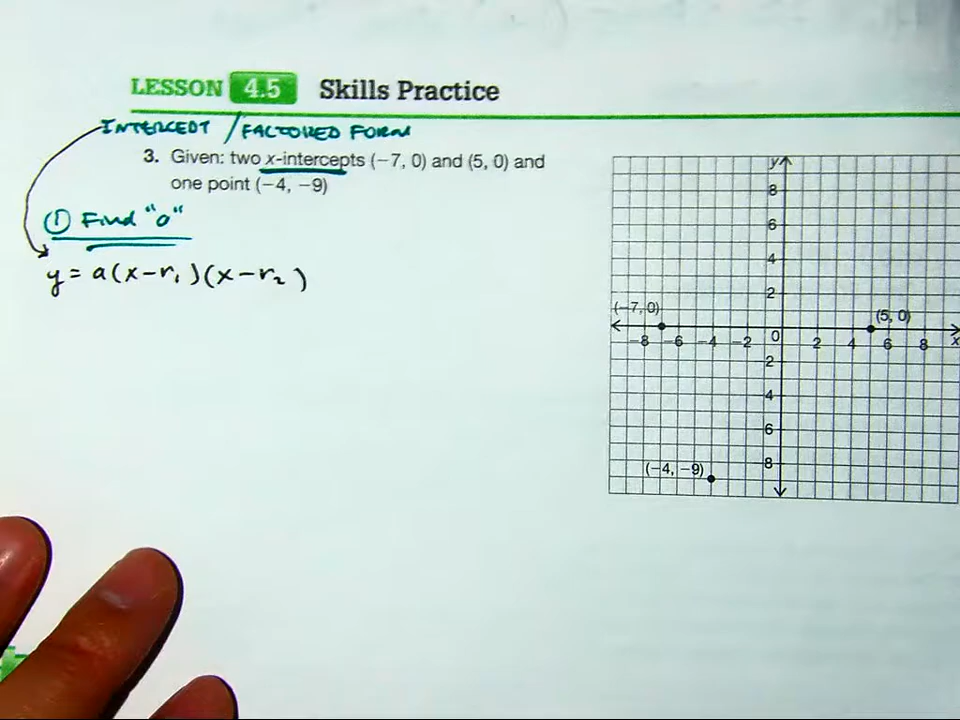 LESSON 4.5 Skills Practice
INTERCEPT / FACTORED FORM
3. Given: two x-intercepts (−7, 0) and (5, 0) and
one point (−4, −9)
① Find "a"
y = a(x-r₁)(x-r₂)
y
8
6
4
2
(−7, 0)
(5, 0)
−8 −6 −4 −2 0 2 4 6 8 x
−2
−4
−6
−8
(−4, −9)